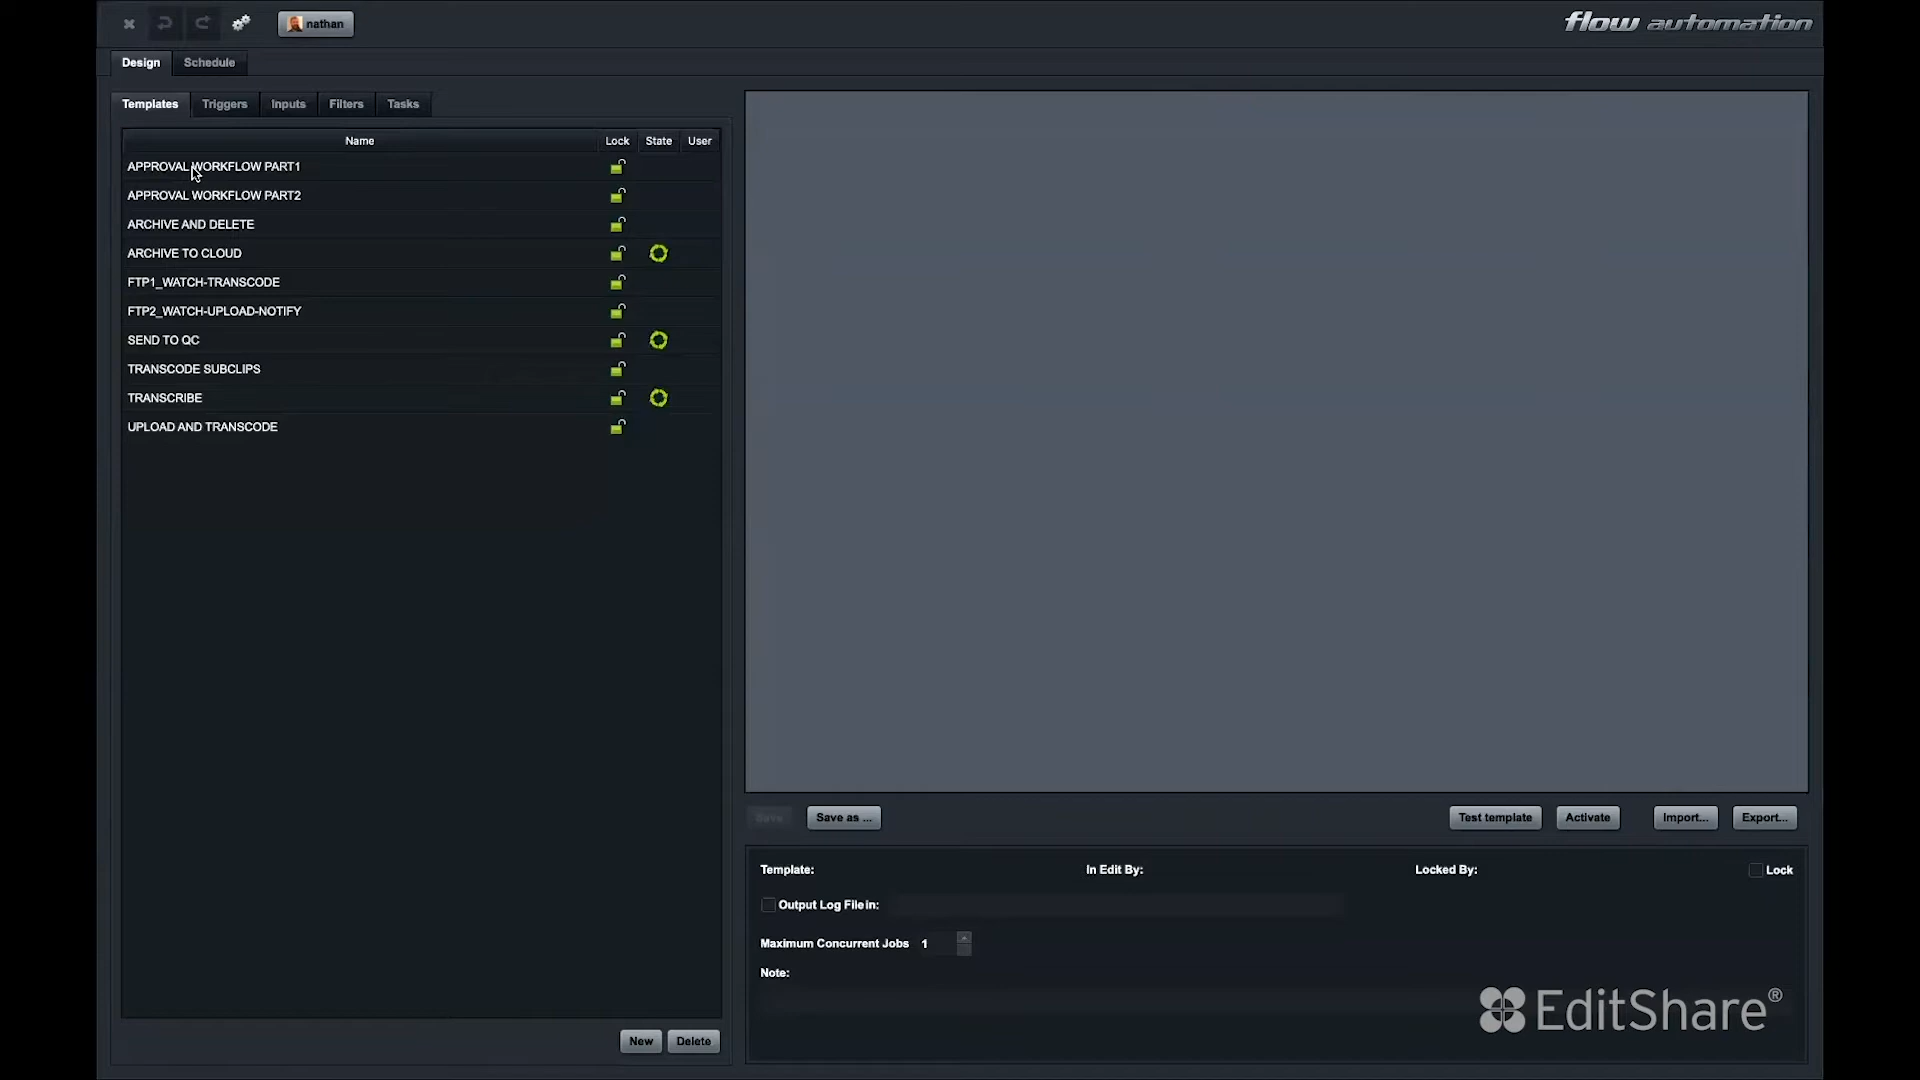 nathan
flow automation
Design Schedule
Templates Triggers Inputs Filters Tasks
Name Lock State User
APPROVAL WORKFLOW PART1
APPROVAL WORKFLOW PART2
ARCHIVE AND DELETE
ARCHIVE TO CLOUD
FTP1_WATCH-TRANSCODE
FTP2_WATCH-UPLOAD-NOTIFY
SEND TO QC
TRANSCODE SUBCLIPS
TRANSCRIBE
UPLOAD AND TRANSCODE
New Delete
Save Save as ... Test template Activate Import... Export...
Template: In Edit By: Locked By: Lock
Output Log File in:
Maximum Concurrent Jobs 1
Note:
EditShare®